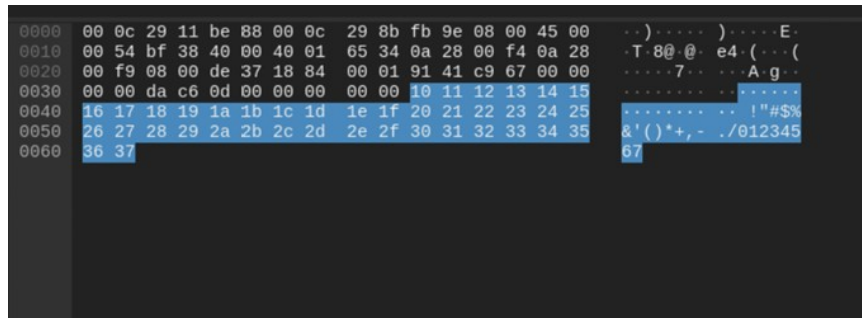 0000 00 0c 29 11 be 88 00 0c 29 8b fb 9e 08 00 45 00 ··)····· )·····E·
0010 00 54 bf 38 40 00 40 01 65 34 0a 28 00 f4 0a 28 ·T·8@·@· e4·(···(
0020 00 f9 08 00 de 37 18 84 00 01 91 41 c9 67 00 00 ·····7·· ···A·g··
0030 00 00 da c6 0d 00 00 00 00 00 10 11 12 13 14 15 ········ ········
0040 16 17 18 19 1a 1b 1c 1d 1e 1f 20 21 22 23 24 25 ········ ·· !"#$%
0050 26 27 28 29 2a 2b 2c 2d 2e 2f 30 31 32 33 34 35 &'()*+,- ./012345
0060 36 37 67